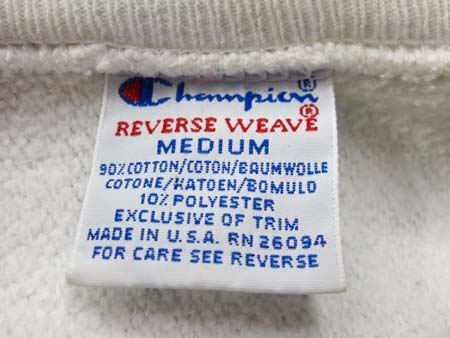 Champion®
REVERSE WEAVE®
MEDIUM
90% COTTON/COTON/BAUMWOLLE
COTONE/KATOEN/BOMULD
10% POLYESTER
EXCLUSIVE OF TRIM
MADE IN U.S.A. RN 26094
FOR CARE SEE REVERSE